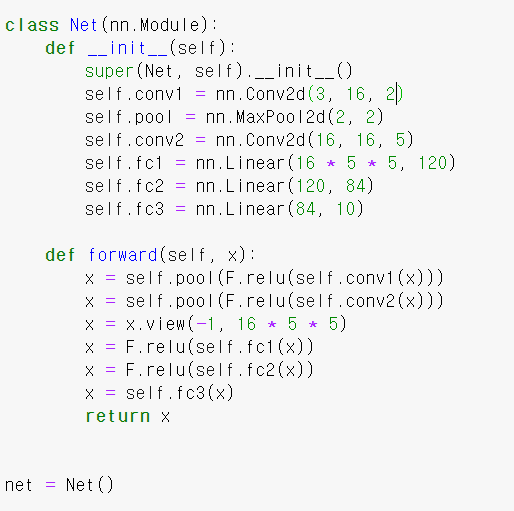 class Net(nn.Module):
    def __init__(self):
        super(Net, self).__init__()
        self.conv1 = nn.Conv2d(3, 16, 2)
        self.pool = nn.MaxPool2d(2, 2)
        self.conv2 = nn.Conv2d(16, 16, 5)
        self.fc1 = nn.Linear(16 * 5 * 5, 120)
        self.fc2 = nn.Linear(120, 84)
        self.fc3 = nn.Linear(84, 10)
    def forward(self, x):
        x = self.pool(F.relu(self.conv1(x)))
        x = self.pool(F.relu(self.conv2(x)))
        x = x.view(-1, 16 * 5 * 5)
        x = F.relu(self.fc1(x))
        x = F.relu(self.fc2(x))
        x = self.fc3(x)
        return x
net = Net()